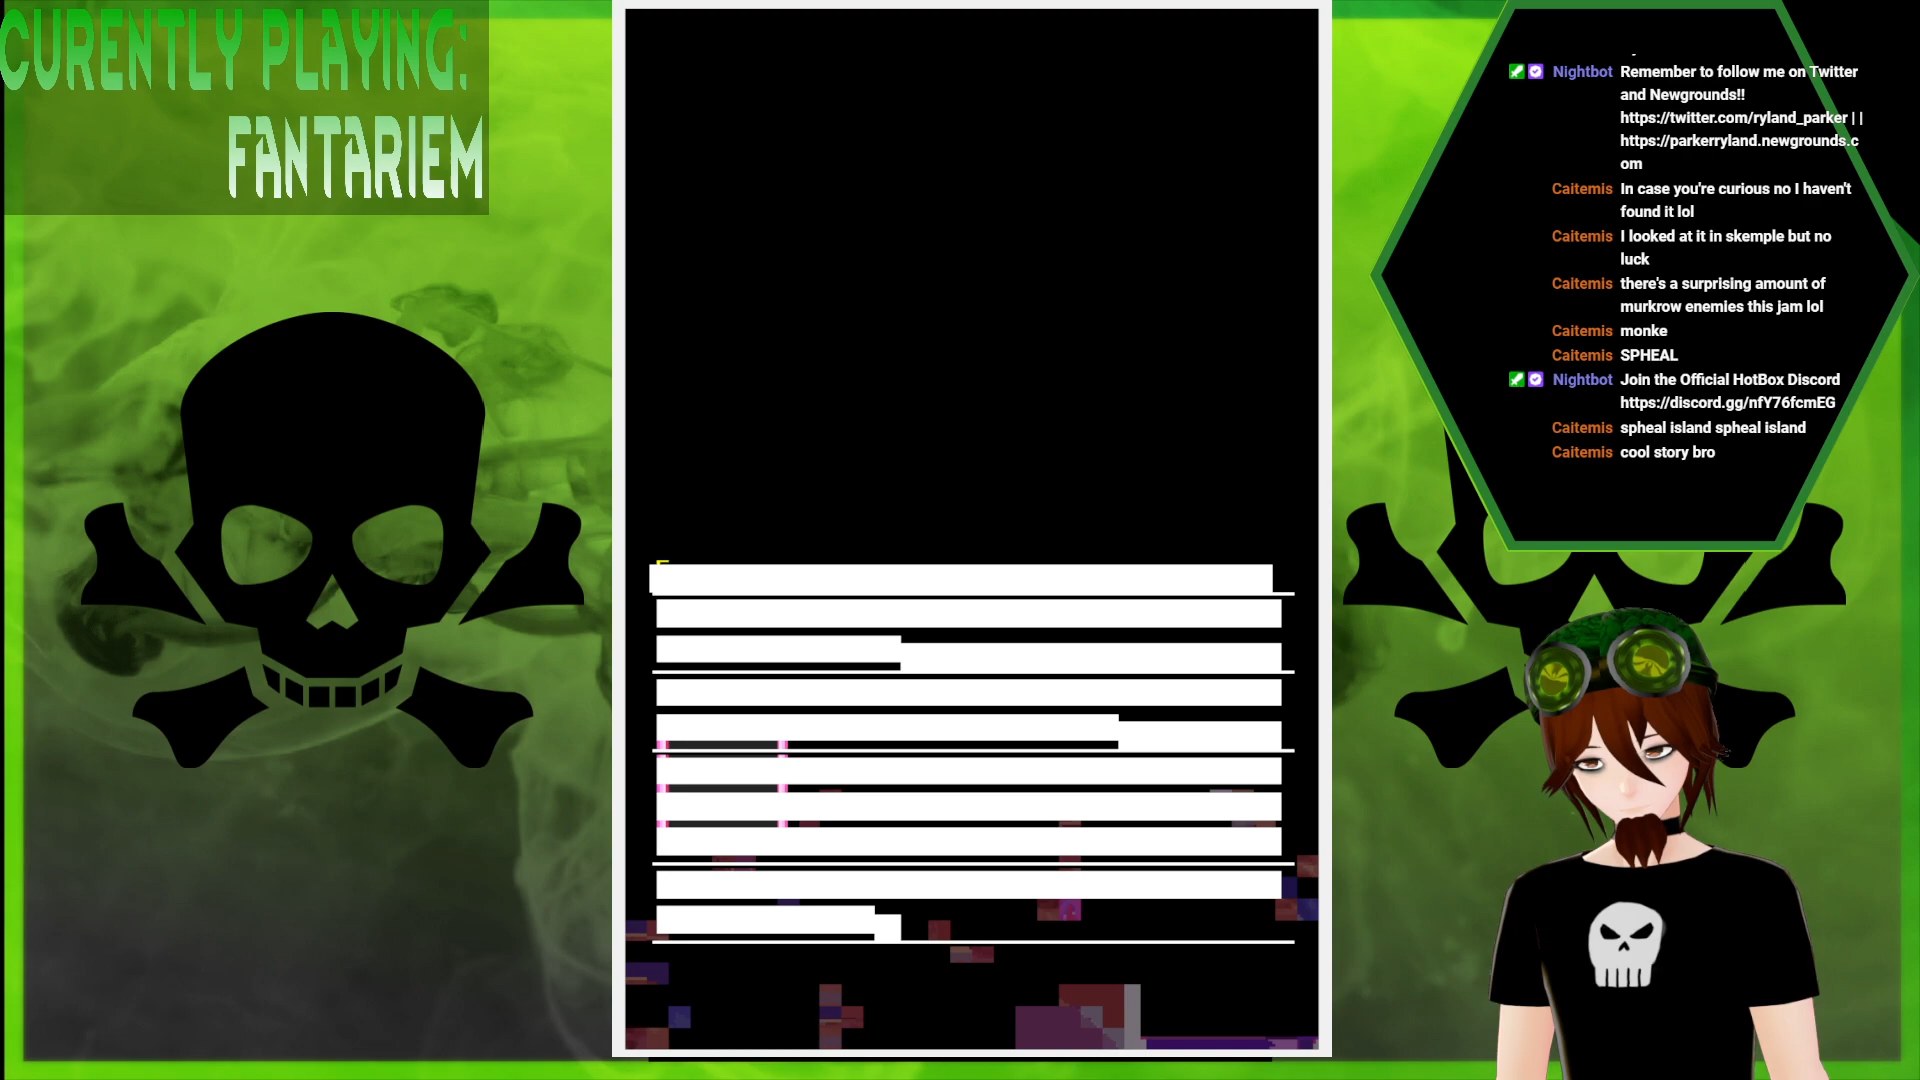 CURENTLY PLAYING:
FANTARIEM
Nightbot Remember to follow me on Twitter
and Newgrounds!!
https://twitter.com/ryland_parker | |
https://parkerryland.newgrounds.c
om
Caitemis In case you're curious no I haven't
found it lol
Caitemis I looked at it in skemple but no
luck
Caitemis there's a surprising amount of
murkrow enemies this jam lol
Caitemis monke
Caitemis SPHEAL
Nightbot Join the Official HotBox Discord
https://discord.gg/nfY76fcmEG
Caitemis spheal island spheal island
Caitemis cool story bro